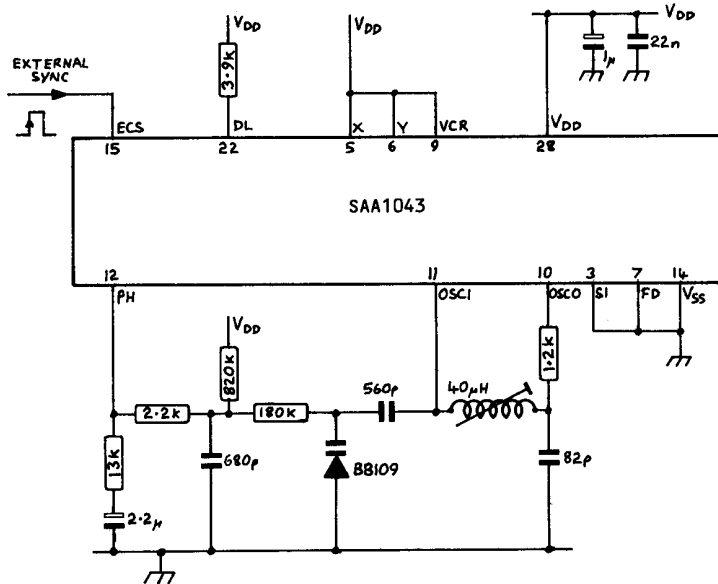 VDD
VDD
VDD
VDD
EXTERNAL
SYNC
3.9k
1µ
22n
ECS
DL
X
Y
VCR
VDD
15
22
5
6
9
28
SAA1043
12
11
10
3
7
14
PH
OSCI
OSCO
SI
FD
VSS
VDD
820k
1.2k
560p
40µH
2.2k
180k
13k
680p
BB109
82p
2.2µ